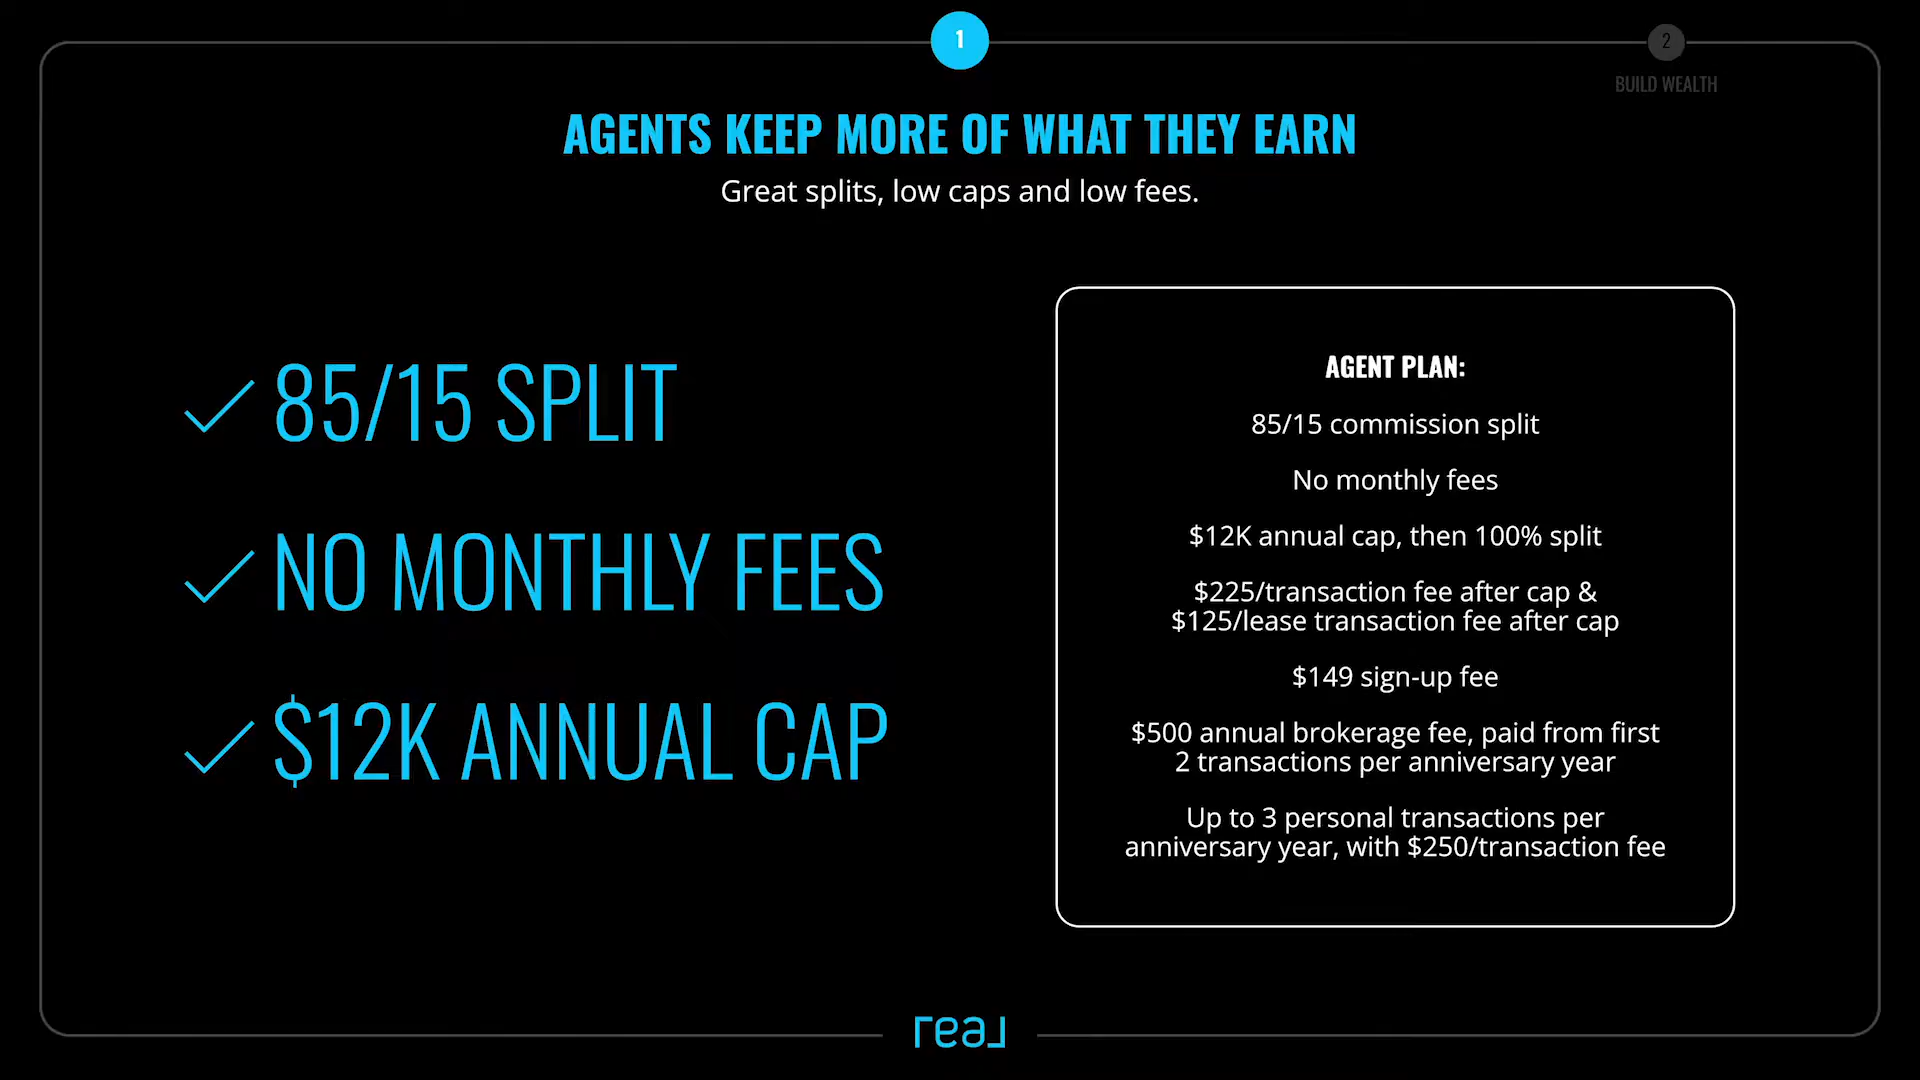 1
2
BUILD WEALTH
AGENTS KEEP MORE OF WHAT THEY EARN
Great splits, low caps and low fees.
85/15 SPLIT
NO MONTHLY FEES
$12K ANNUAL CAP
AGENT PLAN:
85/15 commission split
No monthly fees
$12K annual cap, then 100% split
$225/transaction fee after cap &
$125/lease transaction fee after cap
$149 sign-up fee
$500 annual brokerage fee, paid from first
2 transactions per anniversary year
Up to 3 personal transactions per
anniversary year, with $250/transaction fee
real